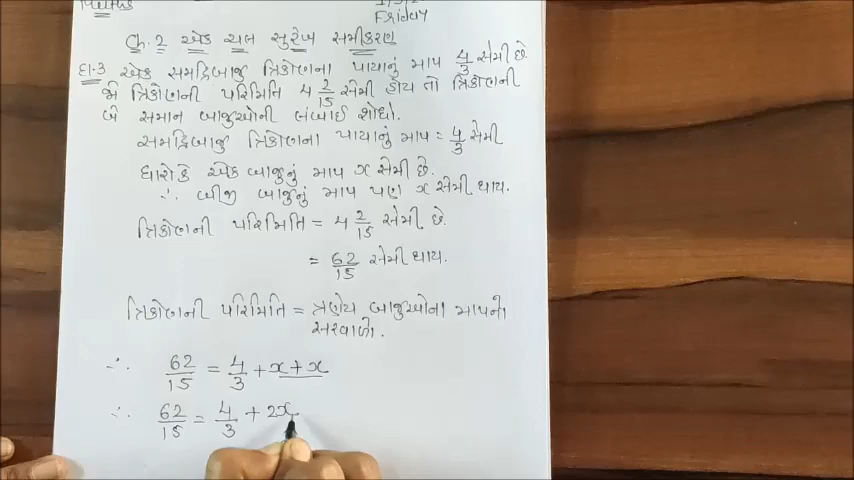 Friday
Ch. 2 એક ચલ સુરેખ સમીકરણ
દા-3 એક સમદ્વિબાજુ ત્રિકોણના પાયાનું માપ 4/3 સેમી છે.
જો ત્રિકોણની પરિમિતિ 4 2/15 સેમી હોય તો ત્રિકોણની
બે સમાન બાજુઓની લંબાઈ શોધો.
સમદ્વિબાજુ ત્રિકોણના પાયાનું માપ = 4/3 સેમી
ધારોકે એક બાજુનું માપ x સેમી છે.
∴ બીજી બાજુનું માપ પણ x સેમી થાય.
ત્રિકોણની પરિમિતિ = 4 2/15 સેમી છે.
= 62/15 સેમી થાય.
ત્રિકોણની પરિમિતિ = ત્રણેય બાજુઓના માપનો
સરવાળો.
∴ 62/15 = 4/3 + x + x
∴ 62/15 = 4/3 + 2x